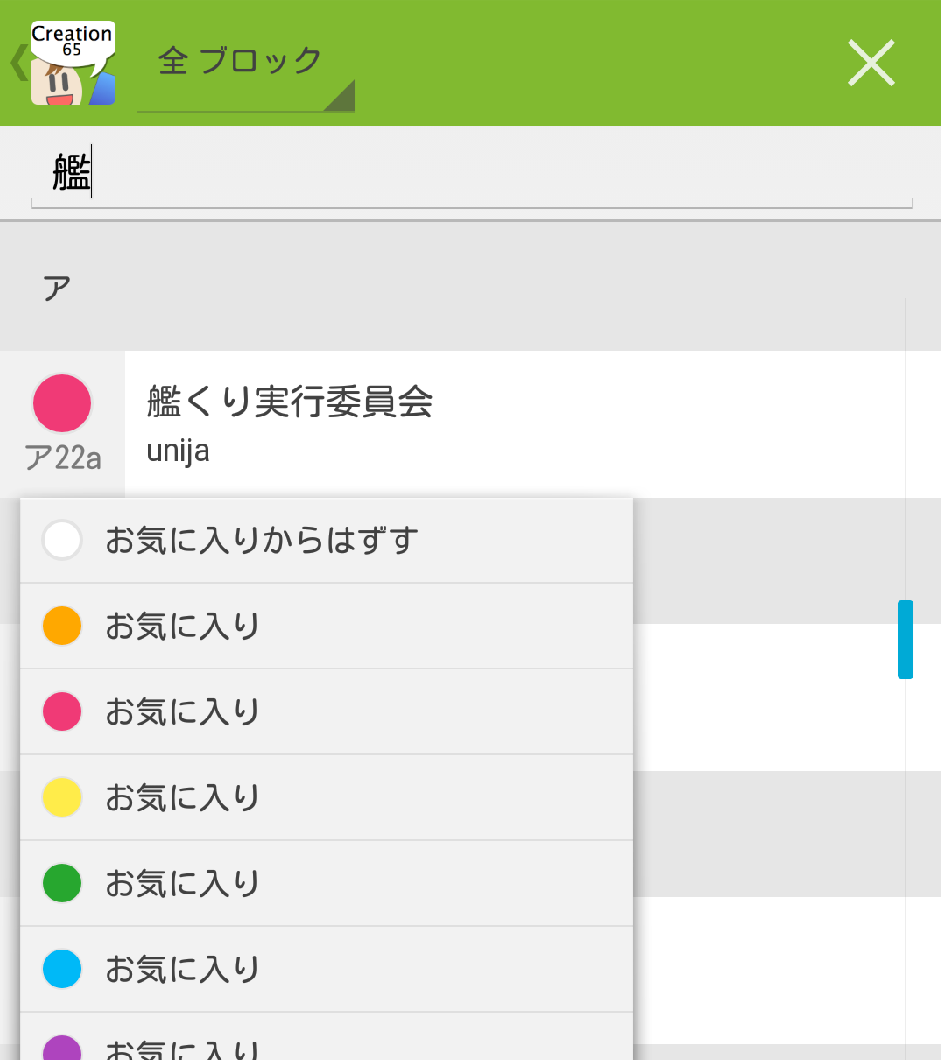 Creation
65
全 ブロック
艦
ア
艦くり実行委員会
unija
ア22a
お気に入りからはずす
お気に入り
お気に入り
お気に入り
お気に入り
お気に入り
お気に入り